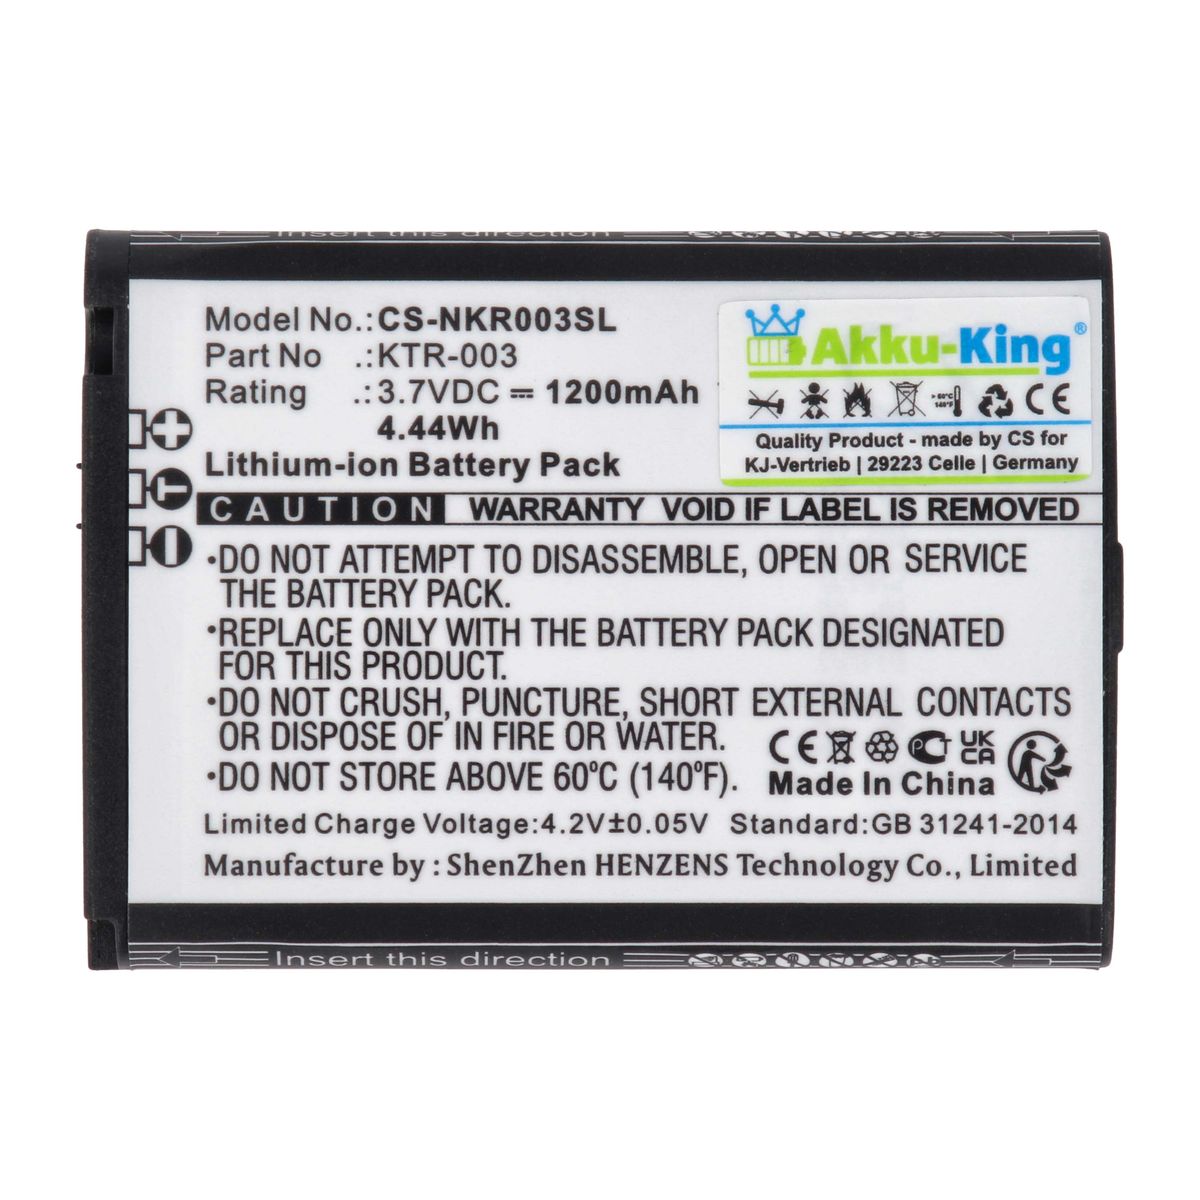 Insert this direction
Model No.:CS-NKR003SL
Part No .:KTR-003
Rating .:3.7VDC ⎓ 1200mAh
4.44Wh
Lithium-ion Battery Pack
Akku-King®
> 60°C
140°F
CE
Quality Product - made by CS for
KJ-Vertrieb | 29223 Celle | Germany
CAUTION WARRANTY VOID IF LABEL IS REMOVED
•DO NOT ATTEMPT TO DISASSEMBLE, OPEN OR SERVICE
THE BATTERY PACK.
•REPLACE ONLY WITH THE BATTERY PACK DESIGNATED
FOR THIS PRODUCT.
•DO NOT CRUSH, PUNCTURE, SHORT EXTERNAL CONTACTS
OR DISPOSE OF IN FIRE OR WATER.
•DO NOT STORE ABOVE 60ºC (140ºF).
CE UKCA
Made In China
Limited Charge Voltage:4.2V±0.05V Standard:GB 31241-2014
Manufacture by : ShenZhen HENZENS Technology Co., Limited
Insert this direction